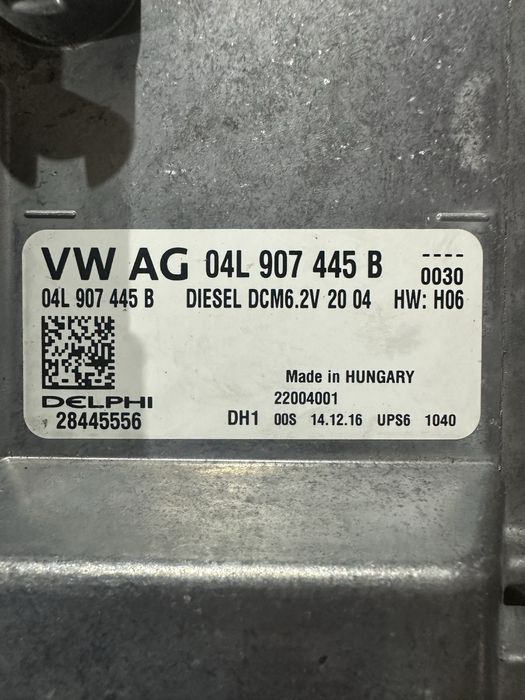 VW AG 04L 907 445 B ----
0030
04L 907 445 B DIESEL DCM6.2V 20 04 HW: H06
Made in HUNGARY
22004001
DELPHI
28445556 DH1 00S 14.12.16 UPS6 1040